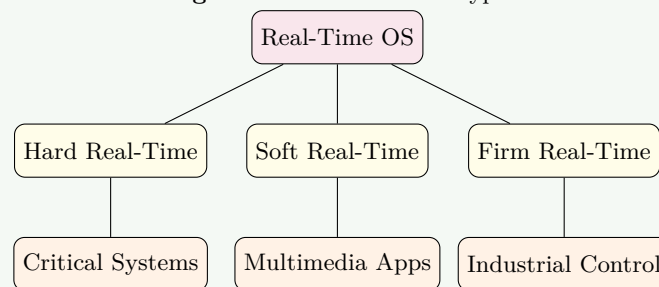 Real-Time OS
Hard Real-Time Soft Real-Time Firm Real-Time
Critical Systems Multimedia Apps Industrial Control